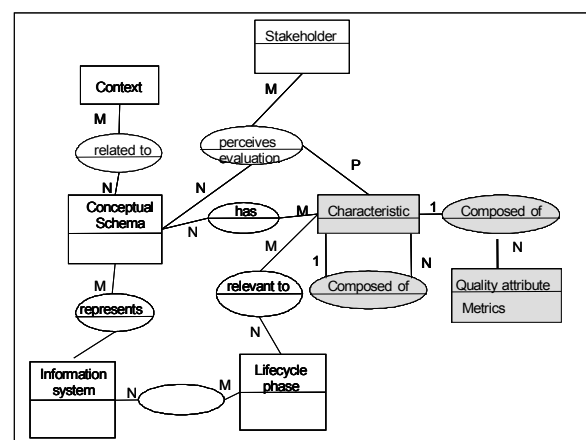 Stakeholder
Context
M
M
related to
perceives
evaluation
P
N
N
Conceptual
Schema
has
N
M
Characteristic
1
Composed of
M
1
N
N
M
relevant to
Composed of
Quality attribute
Metrics
represents
N
Information
system
N
M
Lifecycle
phase